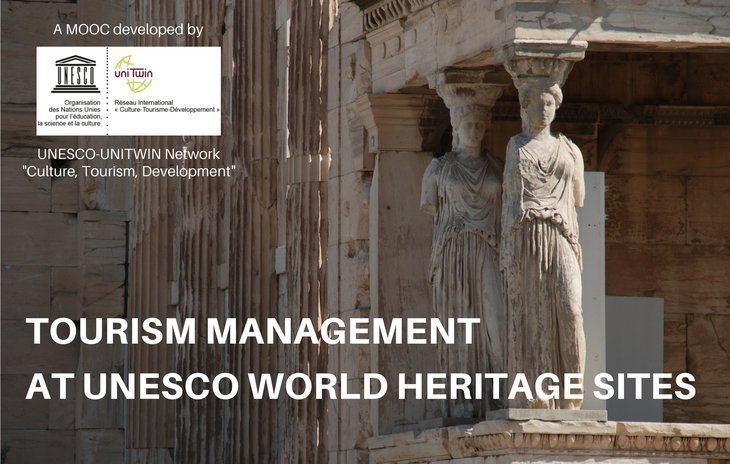 A MOOC developed by
UNESCO
Organisation
des Nations Unies
pour l'éducation,
la science et la culture
uniTwin
Réseau International
« Culture-Tourisme-Développement »
UNESCO-UNITWIN Network
"Culture, Tourism, Development"
TOURISM MANAGEMENT
AT UNESCO WORLD HERITAGE SITES